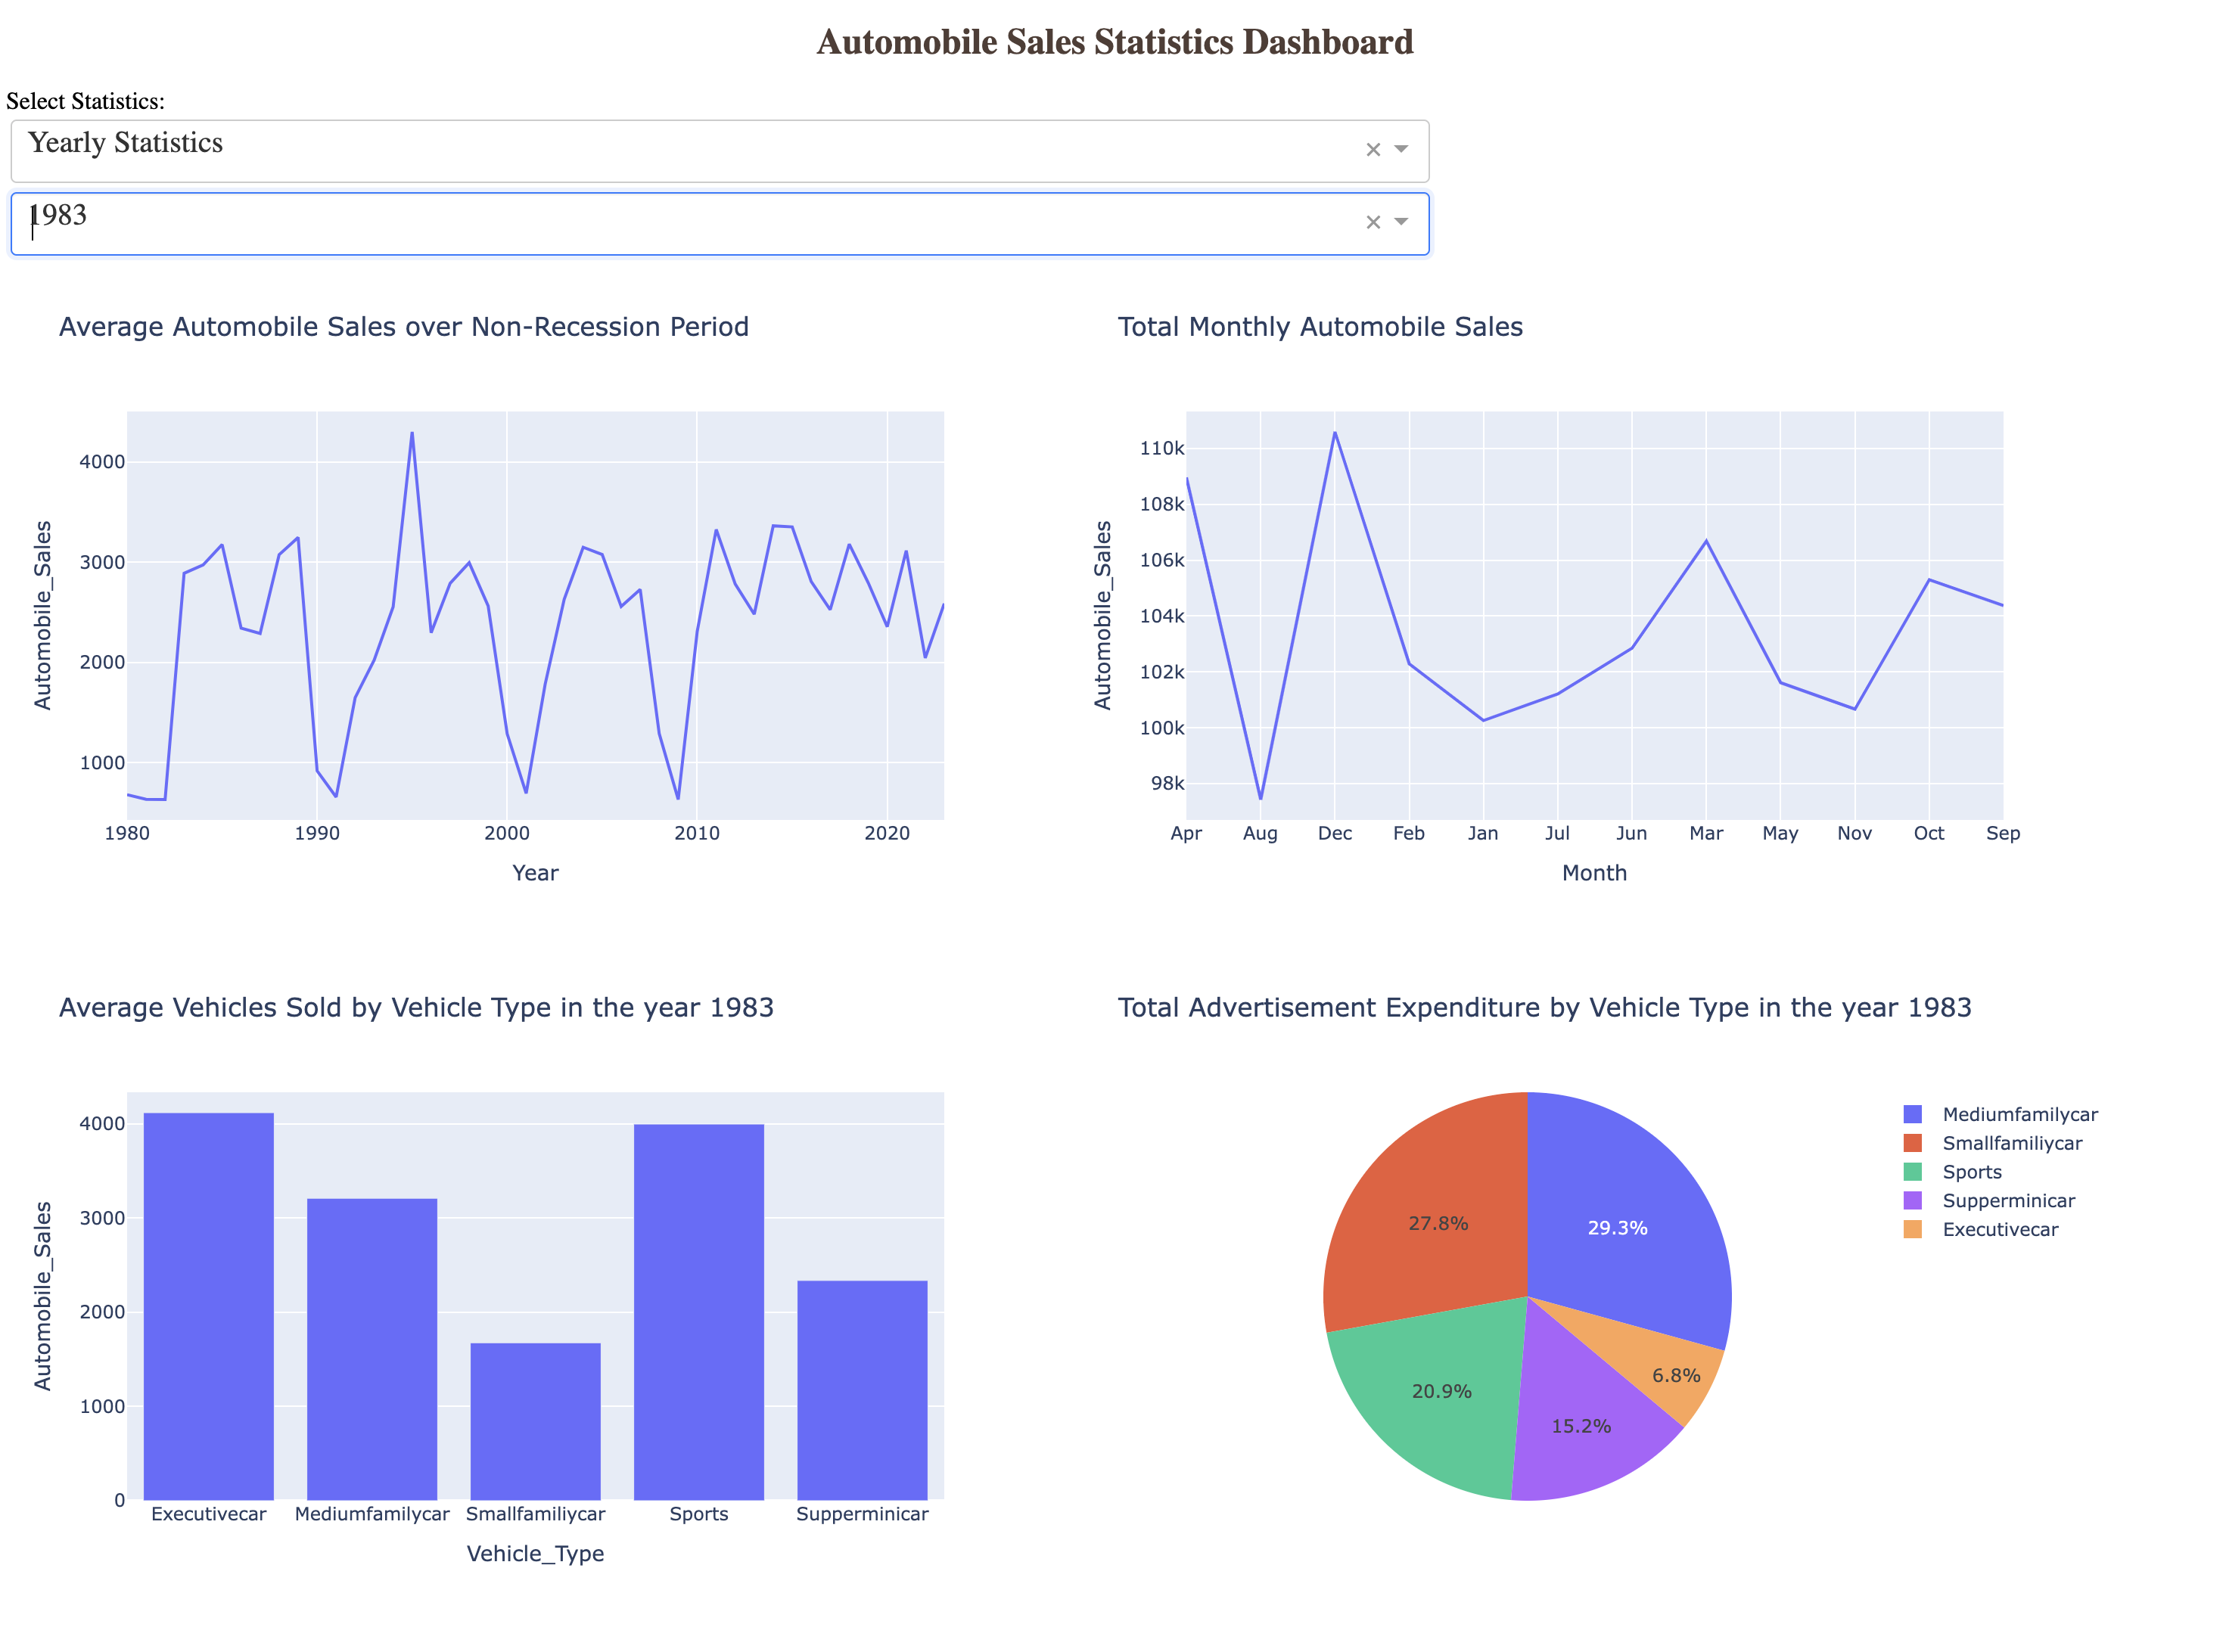 Automobile Sales Statistics Dashboard
Select Statistics:
Yearly Statistics
1983
Average Automobile Sales over Non-Recession Period
4000
3000
2000
1000
Automobile_Sales
1980 1990 2000 2010 2020
Year
Total Monthly Automobile Sales
110k
108k
106k
104k
102k
100k
98k
Automobile_Sales
Apr Aug Dec Feb Jan Jul Jun Mar May Nov Oct Sep
Month
Average Vehicles Sold by Vehicle Type in the year 1983
4000
3000
2000
1000
0
Automobile_Sales
Executivecar Mediumfamilycar Smallfamiliycar Sports Supperminicar
Vehicle_Type
Total Advertisement Expenditure by Vehicle Type in the year 1983
27.8% 29.3%
6.8%
20.9%
15.2%
Mediumfamilycar
Smallfamiliycar
Sports
Supperminicar
Executivecar